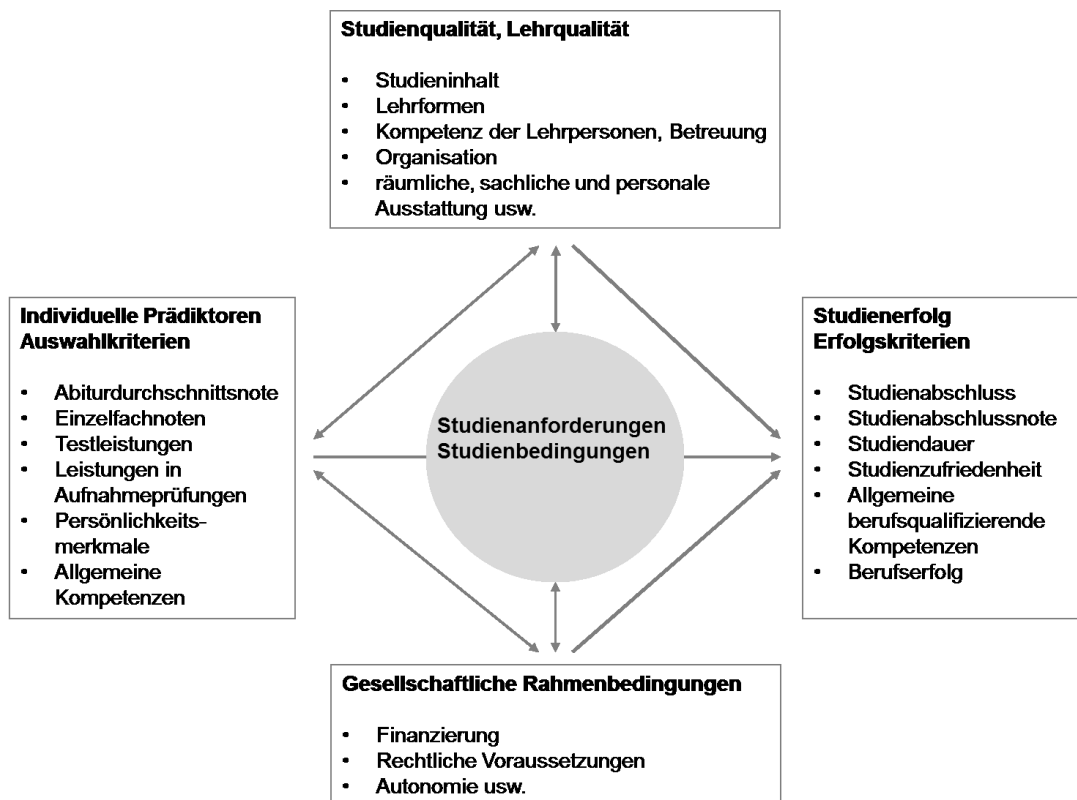 Studienqualität, Lehrqualität
• Studieninhalt
• Lehrformen
• Kompetenz der Lehrpersonen, Betreuung
• Organisation
• räumliche, sachliche und personale
Ausstattung usw.
Individuelle Prädiktoren
Auswahlkriterien
• Abiturdurchschnittsnote
• Einzelfachnoten
• Testleistungen
• Leistungen in
Aufnahmeprüfungen
• Persönlichkeits-
merkmale
• Allgemeine
Kompetenzen
Studienanforderungen
Studienbedingungen
Studienerfolg
Erfolgskriterien
• Studienabschluss
• Studienabschlussnote
• Studiendauer
• Studienzufriedenheit
• Allgemeine
berufsqualifizierende
Kompetenzen
• Berufserfolg
Gesellschaftliche Rahmenbedingungen
• Finanzierung
• Rechtliche Voraussetzungen
• Autonomie usw.